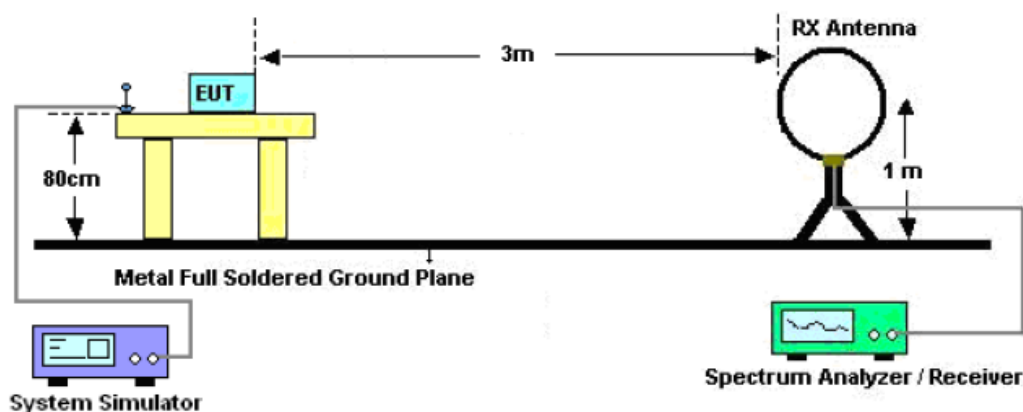 RX Antenna
3m
EUT
80cm
1 m
Metal Full Soldered Ground Plane
System Simulator
Spectrum Analyzer / Receiver